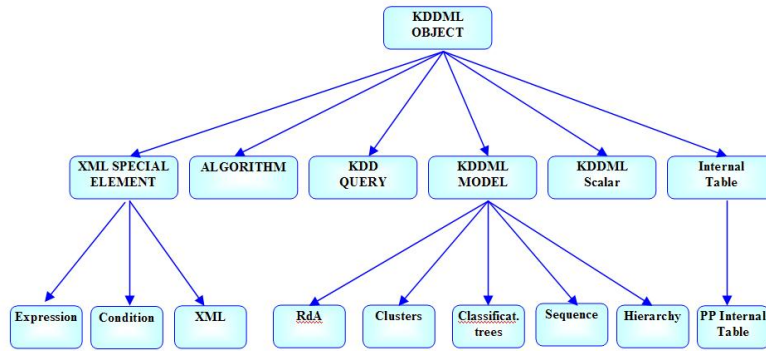 KDDML
OBJECT
XML SPECIAL
ELEMENT
ALGORITHM
KDD
QUERY
KDDML
MODEL
KDDML
Scalar
Internal
Table
Expression
Condition
XML
RdA
Clusters
Classificat.
trees
Sequence
Hierarchy
PP Internal
Table